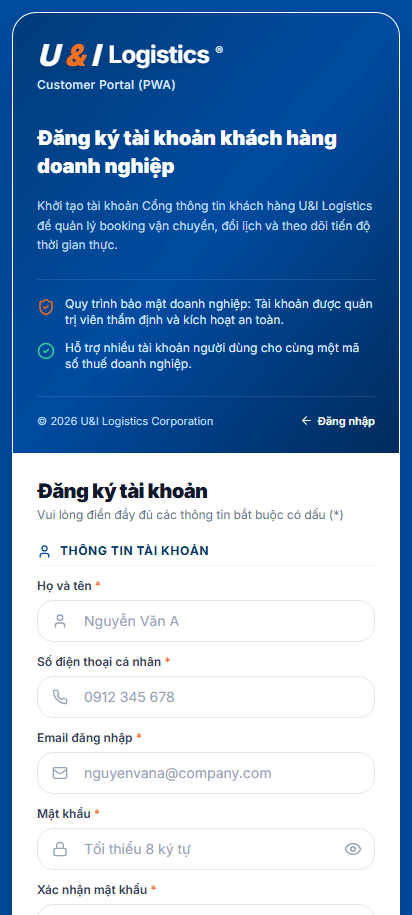 U & I Logistics ®
Customer Portal (PWA)
Đăng ký tài khoản khách hàng
doanh nghiệp
Khởi tạo tài khoản Cổng thông tin khách hàng U&I Logistics
để quản lý booking vận chuyển, đổi lịch và theo dõi tiến độ
thời gian thực.
Quy trình bảo mật doanh nghiệp: Tài khoản được quản
trị viên thẩm định và kích hoạt an toàn.
Hỗ trợ nhiều tài khoản người dùng cho cùng một mã
số thuế doanh nghiệp.
© 2026 U&I Logistics Corporation
← Đăng nhập
Đăng ký tài khoản
Vui lòng điền đầy đủ các thông tin bắt buộc có dấu (*)
THÔNG TIN TÀI KHOẢN
Họ và tên *
Nguyễn Văn A
Số điện thoại cá nhân *
0912 345 678
Email đăng nhập *
nguyenvana@company.com
Mật khẩu *
Tối thiểu 8 ký tự
Xác nhận mật khẩu *